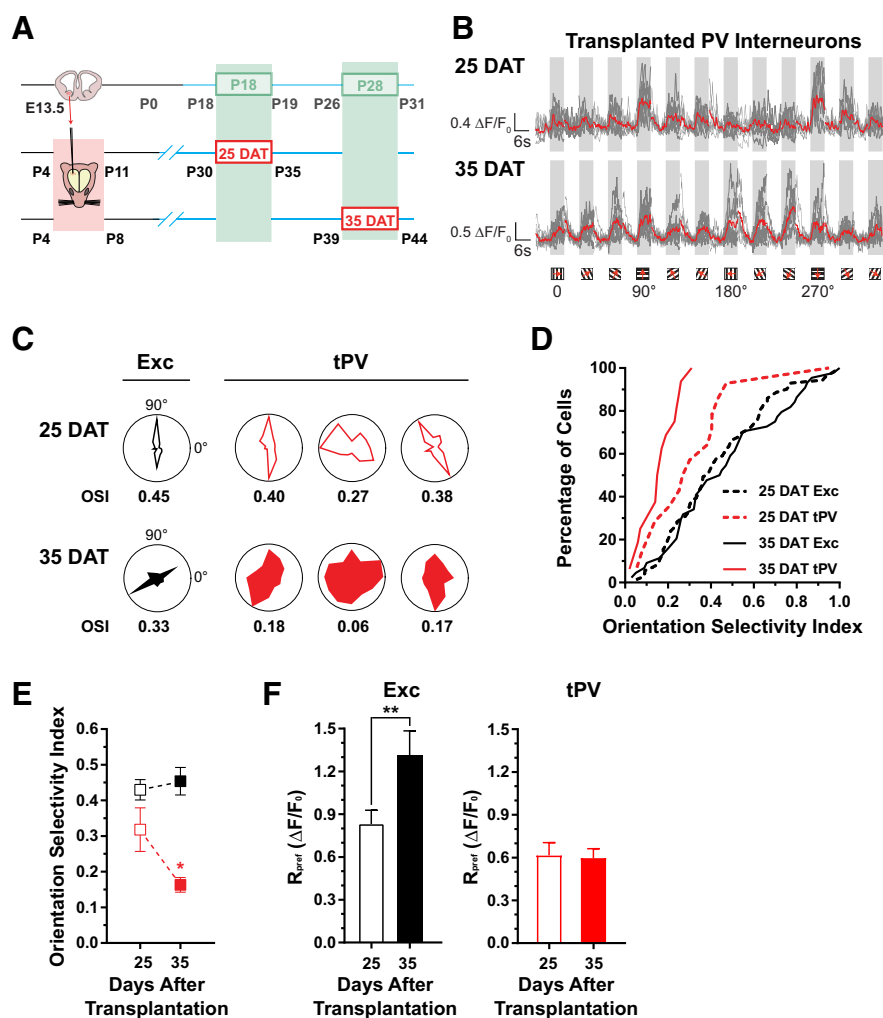 A
E13.5
P0
P18
P18
P19
P26
P28
P31
P4
P11
P30
25 DAT
P35
P4
P8
P39
35 DAT
P44
B
Transplanted PV Interneurons
25 DAT
0.4 ΔF/F0
6s
35 DAT
0.5 ΔF/F0
6s
0
90°
180°
270°
C
Exc
tPV
25 DAT
90°
0°
OSI
0.45
0.40
0.27
0.38
35 DAT
90°
0°
OSI
0.33
0.18
0.06
0.17
D
Percentage of Cells
100
80
60
40
20
0
25 DAT Exc
25 DAT tPV
35 DAT Exc
35 DAT tPV
0.0 0.2 0.4 0.6 0.8 1.0
Orientation Selectivity Index
E
Orientation Selectivity Index
0.6
0.5
0.4
0.3
0.2
0.1
0.0
*
25 35
Days After
Transplantation
F
Exc
Rpref (ΔF/F0)
1.5
1.2
0.9
0.6
0.3
0.0
**
25 35
Days After
Transplantation
tPV
Rpref (ΔF/F0)
1.5
1.2
0.9
0.6
0.3
0.0
25 35
Days After
Transplantation